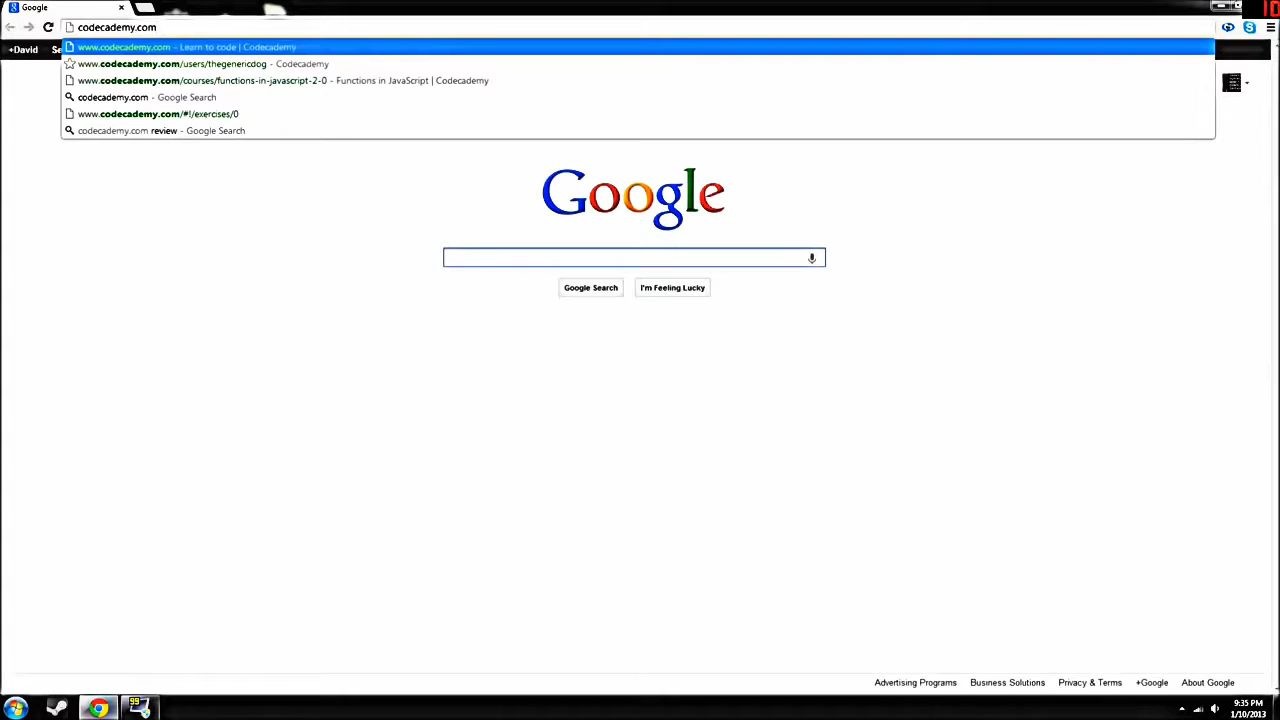 Google
codecademy.com
www.codecademy.com - Learn to code | Codecademy
www.codecademy.com/users/thegenericdog - Codecademy
www.codecademy.com/courses/functions-in-javascript-2-0 - Functions in JavaScript | Codecademy
codecademy.com - Google Search
www.codecademy.com/#!/exercises/0
codecademy.com review - Google Search
+David
Google
Google Search
I'm Feeling Lucky
Advertising Programs
Business Solutions
Privacy & Terms
+Google
About Google
99
9:35 PM
1/10/2013